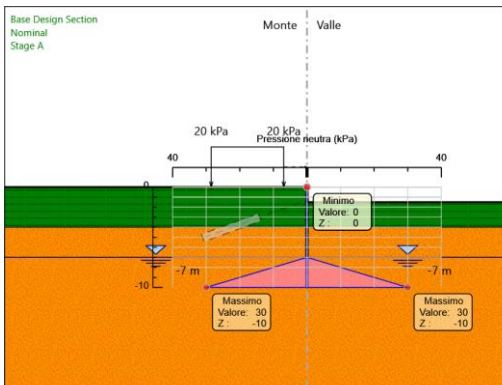 Base Design Section
Nominal
Stage A
Monte Valle
20 kPa 20 kPa
Pressione neutra (kPa)
40 0 40
0
Minimo
Valore: 0
Z : 0
-7 m -7 m
-10
Massimo
Valore: 30
Z : -10
Massimo
Valore: 30
Z : -10